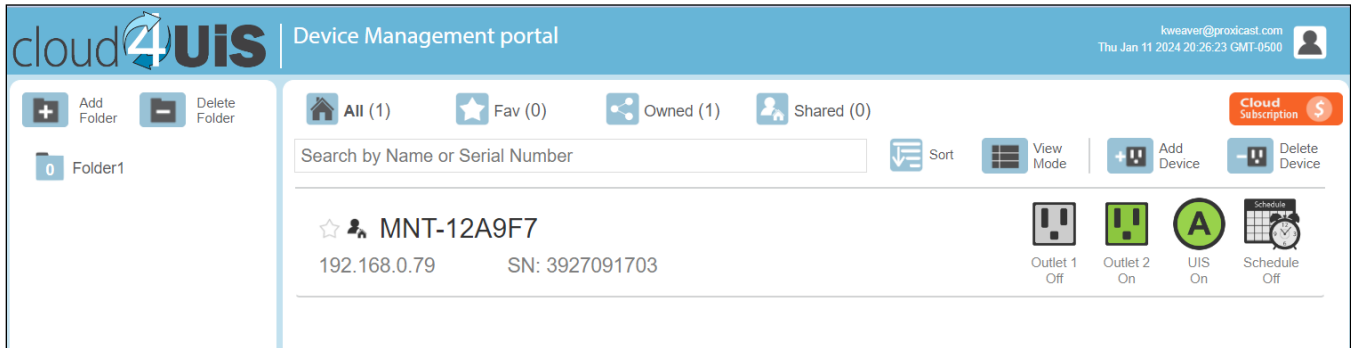 cloud4UiS
Device Management portal
kweaver@proxicast.com
Thu Jan 11 2024 20:26:23 GMT-0500
Add
Folder
Delete
Folder
0 Folder1
All (1)
Fav (0)
Owned (1)
Shared (0)
Cloud
Subscription $
Search by Name or Serial Number
Sort
View
Mode
Add
Device
Delete
Device
MNT-12A9F7
192.168.0.79 SN: 3927091703
Outlet 1
Off
Outlet 2
On
A
UIS
On
Schedule
Schedule
Off